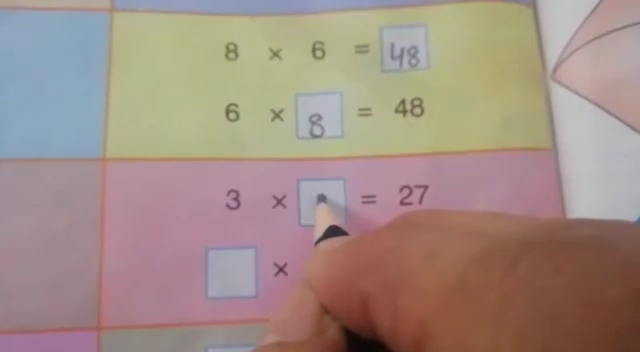 8 × 6 = 48
6 × 8 = 48
3 × = 27
×